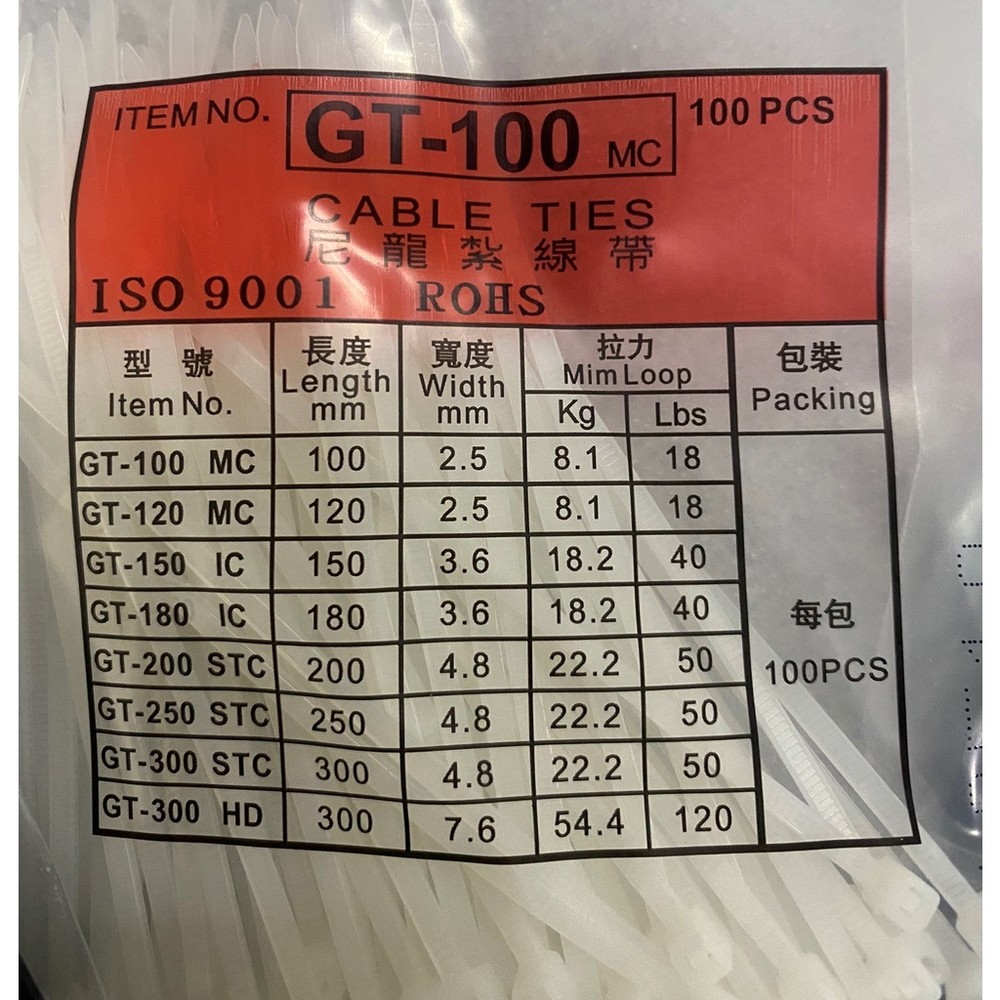 ITEM NO. GT-100 MC 100 PCS
CABLE TIES
尼龍紮線帶
ISO 9001 ROHS
型號 長度 寬度 拉力 包裝
Item No. Length mm Width mm Mim Loop Packing
Kg Lbs
GT-100 MC 100 2.5 8.1 18
GT-120 MC 120 2.5 8.1 18
GT-150 IC 150 3.6 18.2 40
GT-180 IC 180 3.6 18.2 40
每包
GT-200 STC 200 4.8 22.2 50
100PCS
GT-250 STC 250 4.8 22.2 50
GT-300 STC 300 4.8 22.2 50
GT-300 HD 300 7.6 54.4 120